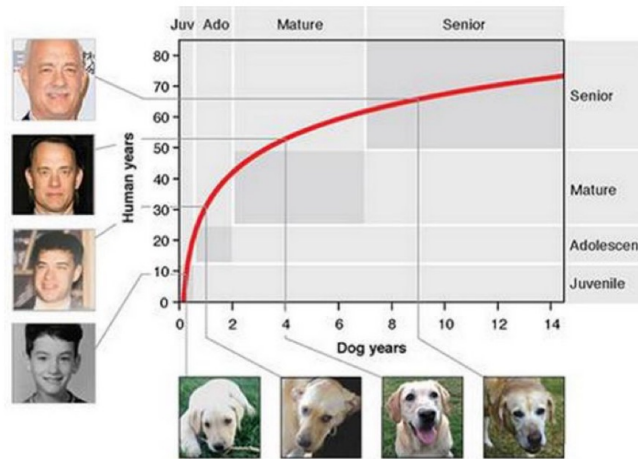 Juv Ado Mature Senior
80
70
60
50
40
30
20
10
0
Human years
Senior
Mature
Adolescen
Juvenile
0 2 4 6 8 10 12 14
Dog years